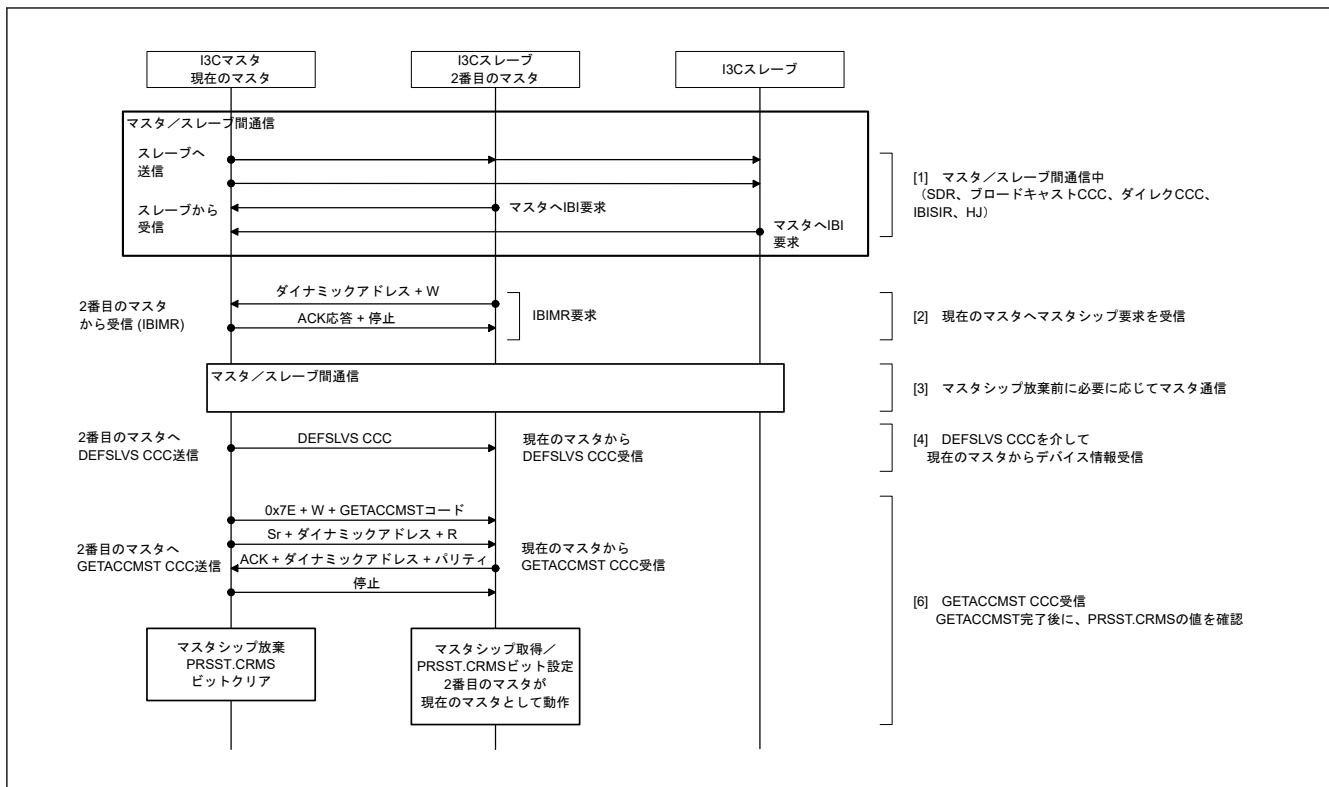 I3Cマスタ
現在のマスタ
I3Cスレーブ
2番目のマスタ
I3Cスレーブ
マスタ／スレーブ間通信
スレーブへ
送信
スレーブから
受信
マスタへIBI要求
マスタへIBI
要求
[1] マスタ／スレーブ間通信中
（SDR、ブロードキャストCCC、ダイレクCCC、
IBISIR、HJ）
2番目のマスタ
から受信 (IBIMR)
ダイナミックアドレス + W
ACK応答 + 停止
IBIMR要求
[2] 現在のマスタへマスタシップ要求を受信
マスタ／スレーブ間通信
[3] マスタシップ放棄前に必要に応じてマスタ通信
2番目のマスタへ
DEFSLVS CCC送信
DEFSLVS CCC
現在のマスタから
DEFSLVS CCC受信
[4] DEFSLVS CCCを介して
現在のマスタからデバイス情報受信
2番目のマスタへ
GETACCMST CCC送信
0x7E + W + GETACCMSTコード
Sr + ダイナミックアドレス + R
ACK + ダイナミックアドレス + パリティ
停止
現在のマスタから
GETACCMST CCC受信
[6] GETACCMST CCC受信
GETACCMST完了後に、PRSST.CRMSの値を確認
マスタシップ放棄
PRSST.CRMS
ビットクリア
マスタシップ取得／
PRSST.CRMSビット設定
2番目のマスタが
現在のマスタとして動作